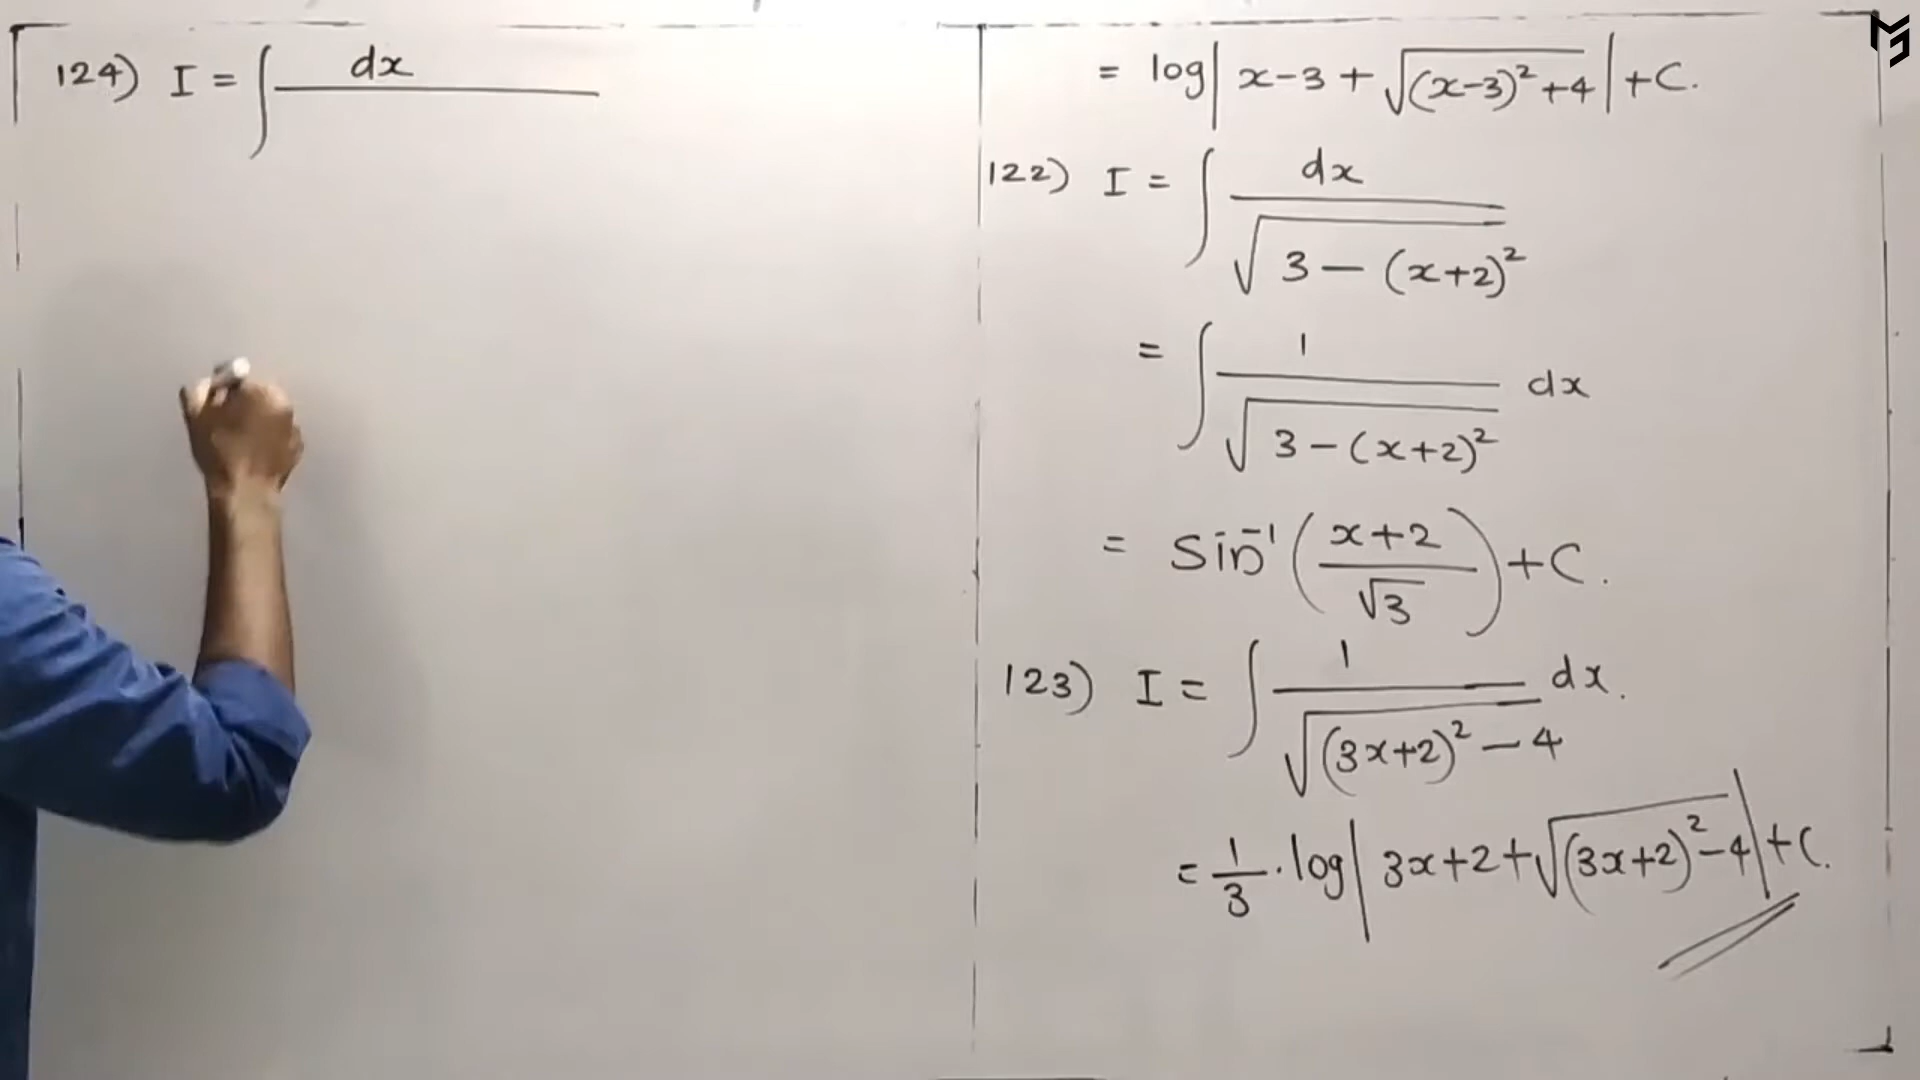 124) I = ∫ dx
= log| x-3 + √(x-3)² + 4 | + C.
122) I = ∫ dx / √3 - (x+2)²
= ∫ 1 / √3 - (x+2)² dx
= Sin⁻¹ ( x+2 / √3 ) + C.
123) I = ∫ 1 / √(3x+2)² - 4 dx.
= 1/3 · log| 3x+2 + √(3x+2)² - 4 | + C.